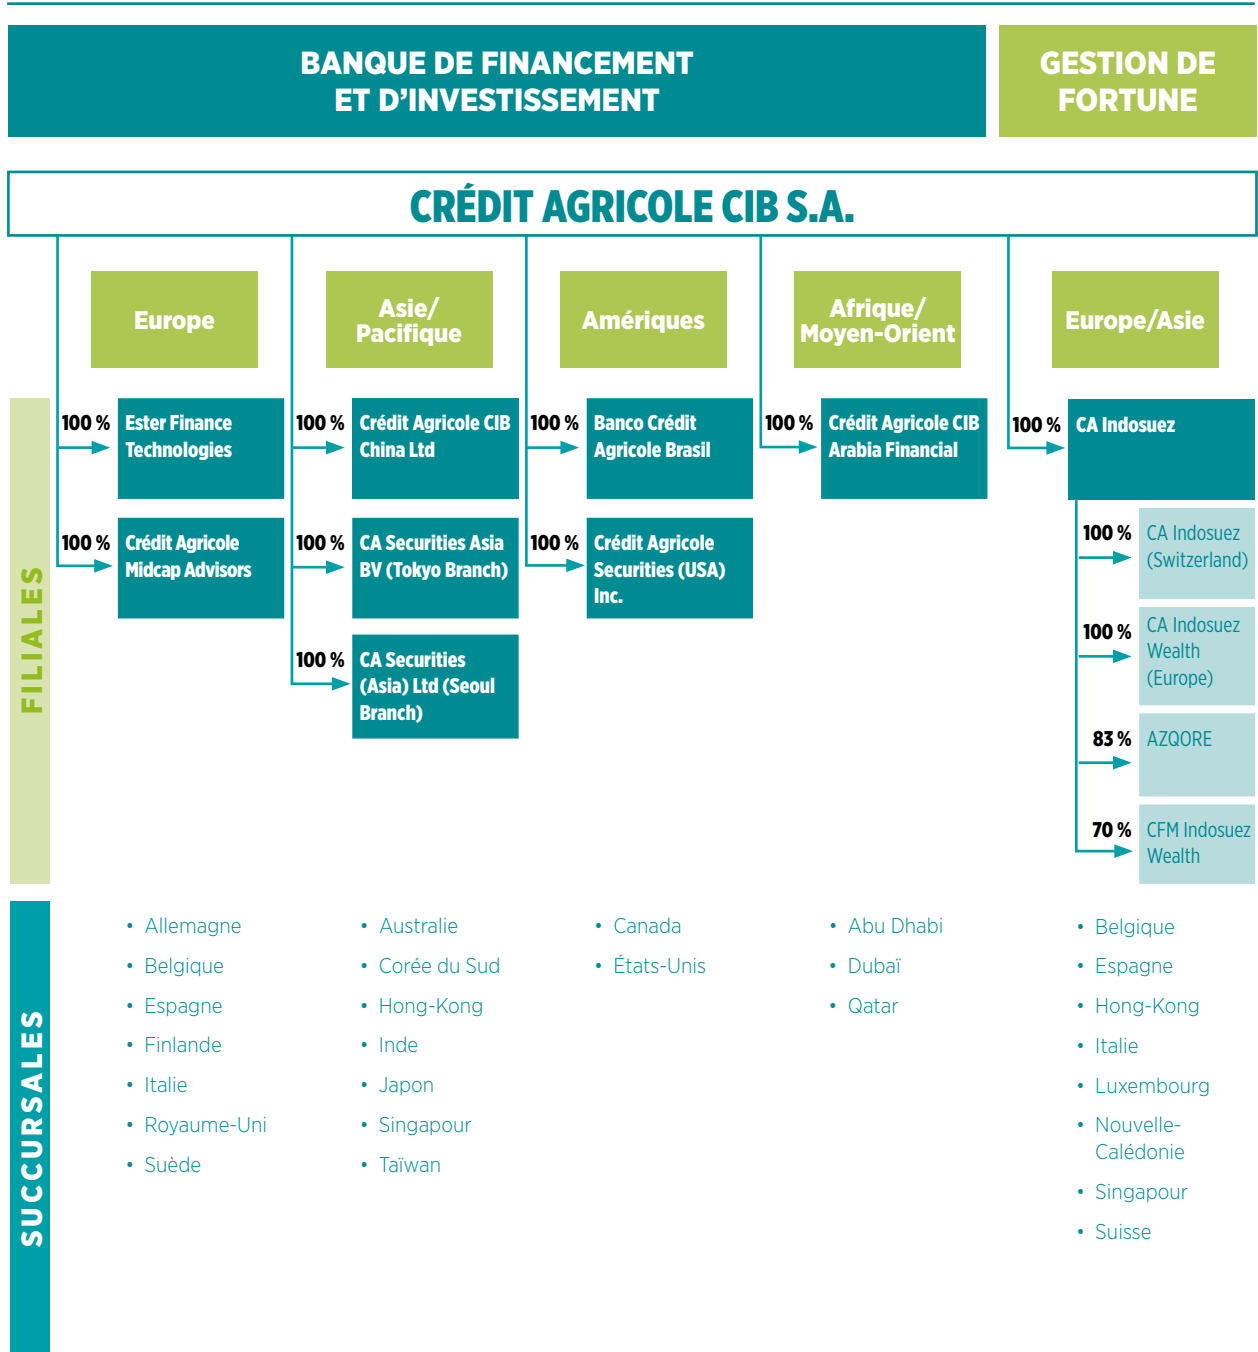 BANQUE DE FINANCEMENT
ET D'INVESTISSEMENT
GESTION DE
FORTUNE
CRÉDIT AGRICOLE CIB S.A.
Europe
Asie/
Pacifique
Amériques
Afrique/
Moyen-Orient
Europe/Asie
FILIALES
100 %
Ester Finance
Technologies
100 %
Crédit Agricole
Midcap Advisors
100 %
Crédit Agricole CIB
China Ltd
100 %
CA Securities Asia
BV (Tokyo Branch)
100 %
CA Securities
(Asia) Ltd (Seoul
Branch)
100 %
Banco Crédit
Agricole Brasil
100 %
Crédit Agricole
Securities (USA)
Inc.
100 %
Crédit Agricole CIB
Arabia Financial
100 %
CA Indosuez
100 %
CA Indosuez
(Switzerland)
100 %
CA Indosuez
Wealth
(Europe)
83 %
AZQORE
70 %
CFM Indosuez
Wealth
SUCCURSALES
• Allemagne
• Belgique
• Espagne
• Finlande
• Italie
• Royaume-Uni
• Suède
• Australie
• Corée du Sud
• Hong-Kong
• Inde
• Japon
• Singapour
• Taïwan
• Canada
• États-Unis
• Abu Dhabi
• Dubaï
• Qatar
• Belgique
• Espagne
• Hong-Kong
• Italie
• Luxembourg
• Nouvelle-
Calédonie
• Singapour
• Suisse